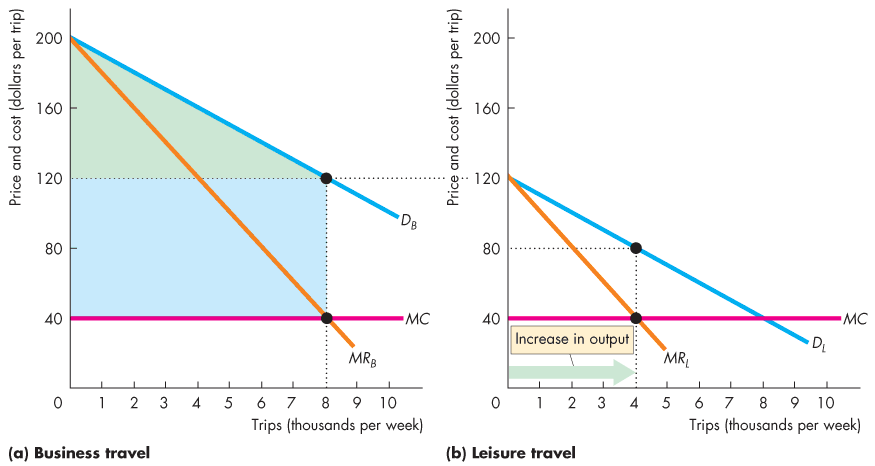 Price and cost (dollars per trip)
200
160
120
80
40
0
1 2 3 4 5 6 7 8 9 10
Trips (thousands per week)
D_B
MC
MR_B
(a) Business travel
Price and cost (dollars per trip)
200
160
120
80
40
0
1 2 3 4 5 6 7 8 9 10
Trips (thousands per week)
Increase in output
MC
D_L
MR_L
(b) Leisure travel